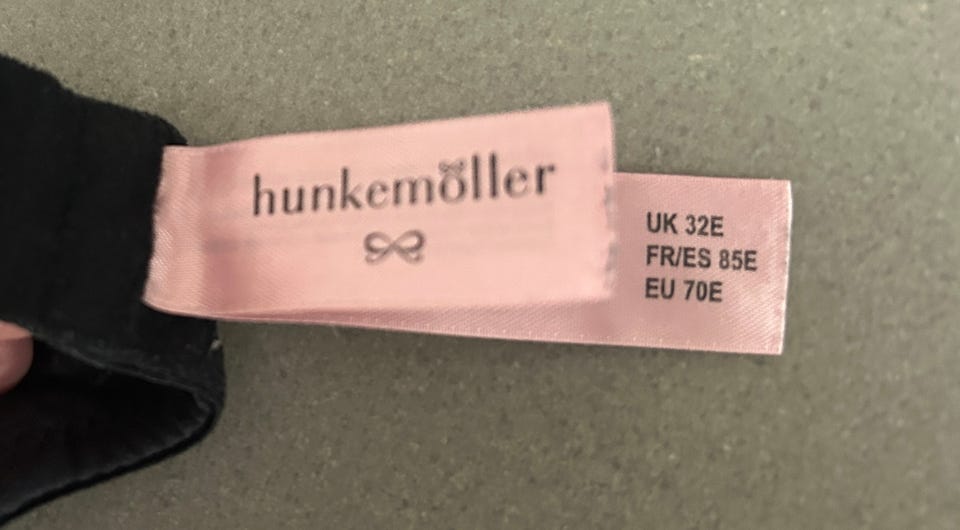 hunkemöller
UK 32E
FR/ES 85E
EU 70E